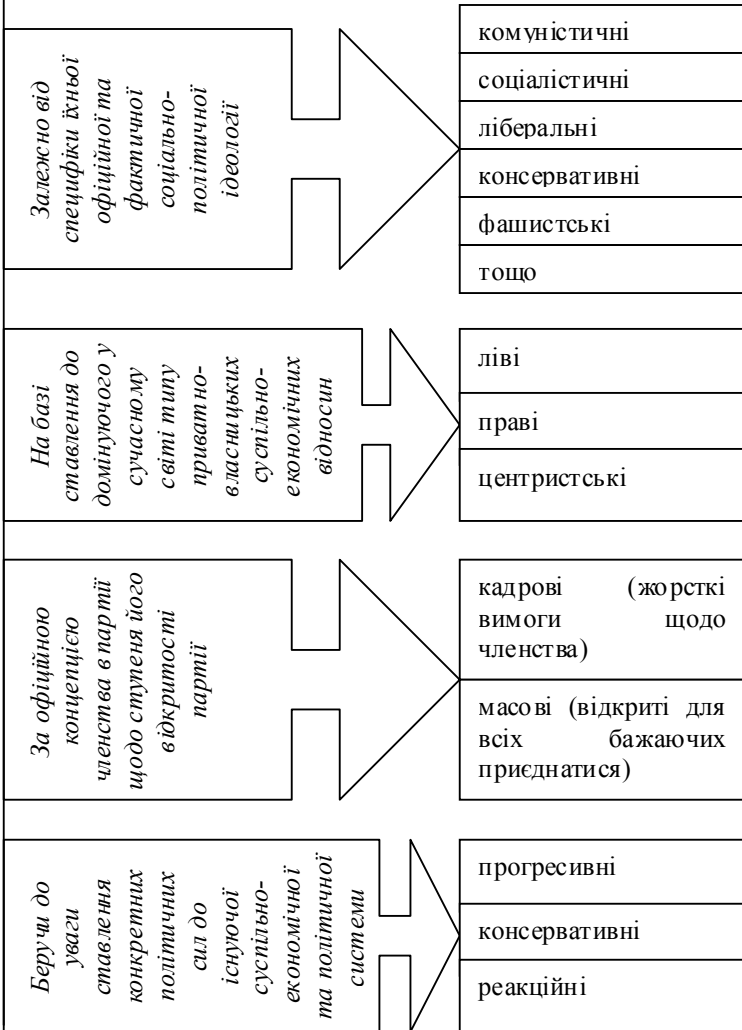 Залежно від
специфіки їхньої
офіційної та
фактичної
соціально-
політичної
ідеології
комуністичні
соціалістичні
ліберальні
консервативні
фашистські
тощо
На базі
ставлення до
домінуючого у
сучасному
світі типу
приватно-
власницьких
суспільно-
економічних
відносин
ліві
праві
центристські
За офіційною
концепцією
членства в партії
щодо ступеня його
відкритості
партії
кадрові (жорсткі
вимоги щодо
членства)
масові (відкриті для
всіх бажаючих
приєднатися)
Беручи до
уваги
ставлення
конкретних
політичних
сил до
існуючої
суспільно-
економічної
та політичної
системи
прогресивні
консервативні
реакційні